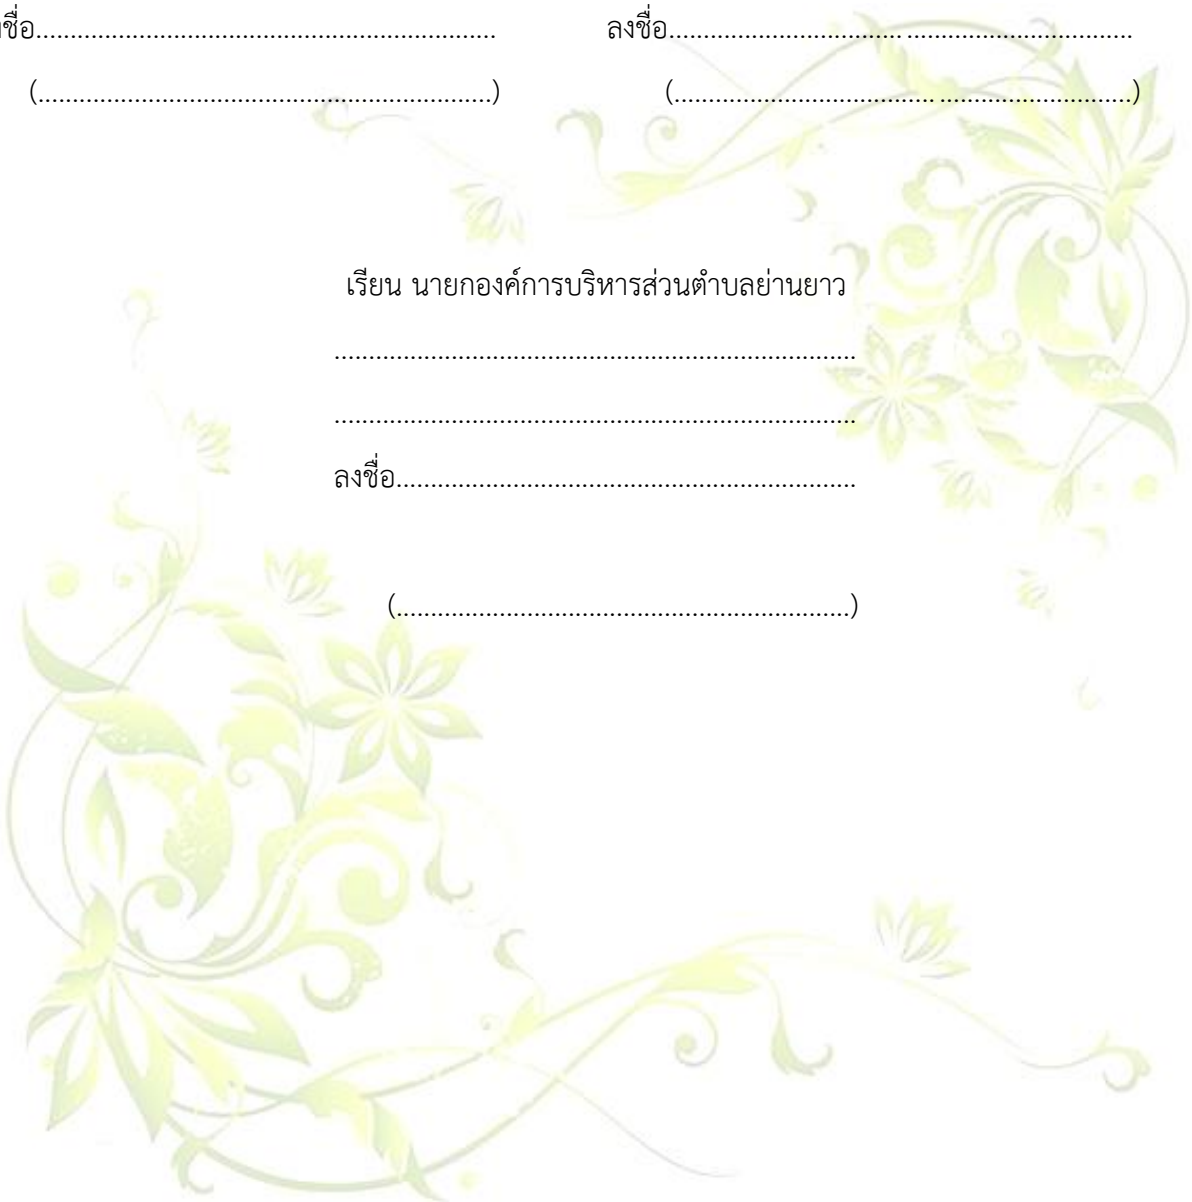 งชื่อ.................................................................. ลงชื่อ..................................................................
(.................................................................) (.................................................................)
เรียน นายกองค์การบริหารส่วนตำบลย่านยาว
...........................................................................
...........................................................................
ลงชื่อ..................................................................
(.................................................................)